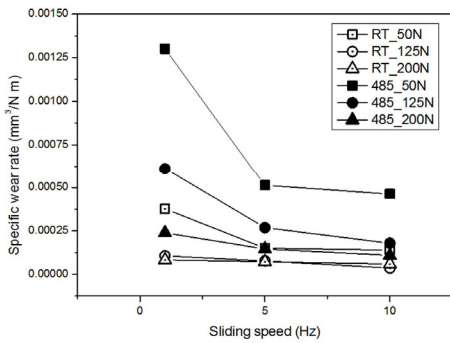 Specific wear rate (mm³/N m)
0.00150
0.00125
0.00100
0.00075
0.00050
0.00025
0.00000
RT_50N
RT_125N
RT_200N
485_50N
485_125N
485_200N
0
5
10
Sliding speed (Hz)